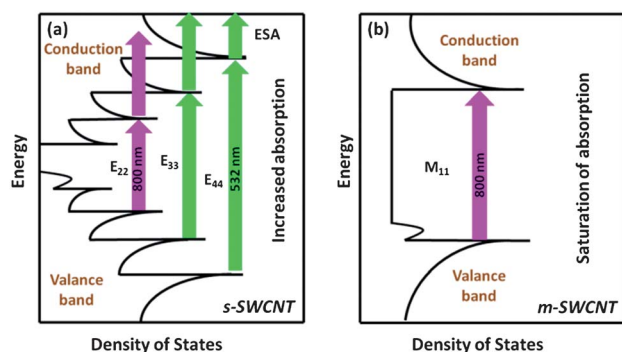 (a)
Conduction
band
ESA
E22
800 nm
E33
E44
532 nm
Increased absorption
Energy
Valance
band
s-SWCNT
Density of States
(b)
Conduction
band
M11
800 nm
Saturation of absorption
Energy
Valance
band
m-SWCNT
Density of States